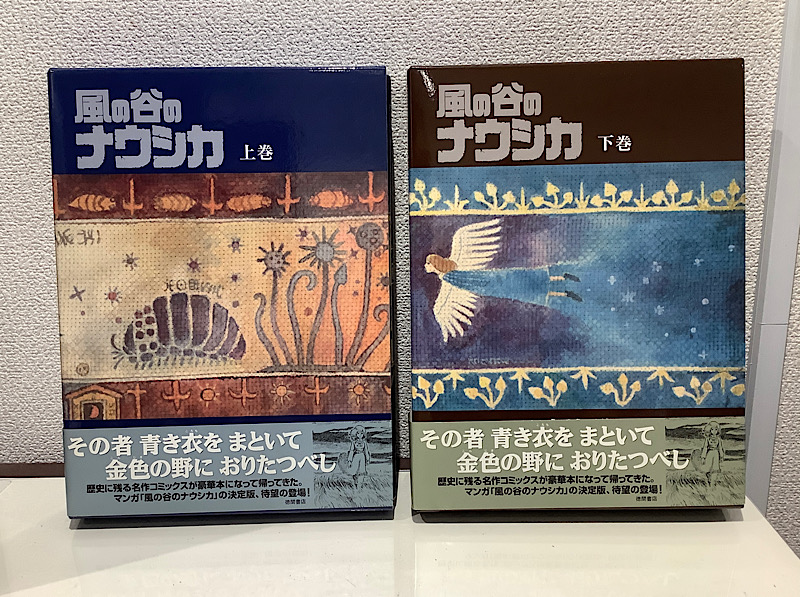 風の谷の
ナウシカ 上巻
その者 青き衣を まといて
金色の野に おりたつべし
歴史に残る名作コミックスが豪華本になって帰ってきた。
マンガ「風の谷のナウシカ」の決定版、待望の登場!
徳間書店
風の谷の
ナウシカ 下巻
その者 青き衣を まといて
金色の野に おりたつべし
歴史に残る名作コミックスが豪華本になって帰ってきた。
マンガ「風の谷のナウシカ」の決定版、待望の登場!
徳間書店